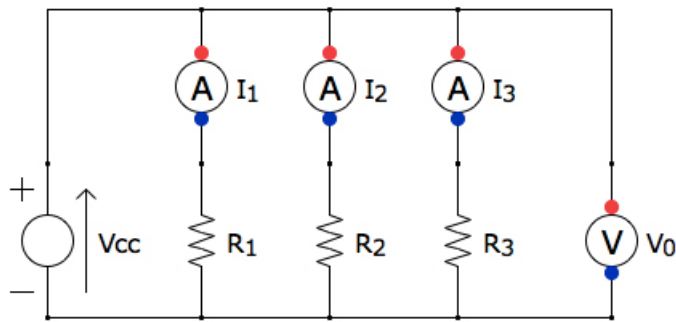 A I₁ A I₂ A I₃
+ Vcc R₁ R₂ R₃ V V₀
—